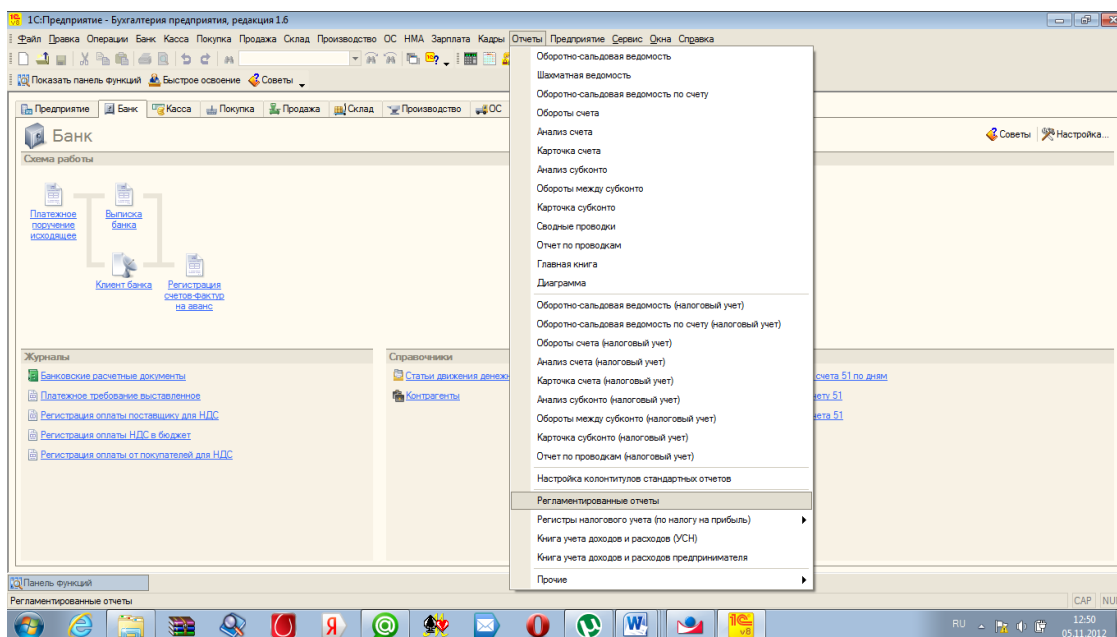 1С:Предприятие - Бухгалтерия предприятия, редакция 1.6
Файл Правка Операции Банк Касса Покупка Продажа Склад Производство ОС НМА Зарплата Кадры Отчеты Предприятие Сервис Окна Справка
Показать панель функций Быстрое освоение Советы
Предприятие Банк Касса Покупка Продажа Склад Производство ОС
Банк
Советы Настройка...
Схема работы
Платежное
поручение
исходящее
Выписка
банка
Клиент банка
Регистрация
счетов-фактур
на аванс
Журналы
Банковские расчетные документы
Платежное требование выставленное
Регистрация оплаты поставщику для НДС
Регистрация оплаты НДС в бюджет
Регистрация оплаты от покупателей для НДС
Справочники
Статьи движения денежн
Контрагенты
Оборотно-сальдовая ведомость
Шахматная ведомость
Оборотно-сальдовая ведомость по счету
Обороты счета
Анализ счета
Карточка счета
Анализ субконто
Обороты между субконто
Карточка субконто
Сводные проводки
Отчет по проводкам
Главная книга
Диаграмма
Оборотно-сальдовая ведомость (налоговый учет)
Оборотно-сальдовая ведомость по счету (налоговый учет)
Обороты счета (налоговый учет)
Анализ счета (налоговый учет)
Карточка счета (налоговый учет)
Анализ субконто (налоговый учет)
Обороты между субконто (налоговый учет)
Карточка субконто (налоговый учет)
Отчет по проводкам (налоговый учет)
Настройка колонтитулов стандартных отчетов
Регламентированные отчеты
Регистры налогового учета (по налогу на прибыль)
Книга учета доходов и расходов (УСН)
Книга учета доходов и расходов предпринимателя
Прочие
счета 51 по дням
ету 51
ета 51
Панель функций
Регламентированные отчеты
CAP NU
RU
12:50
05.11.2012